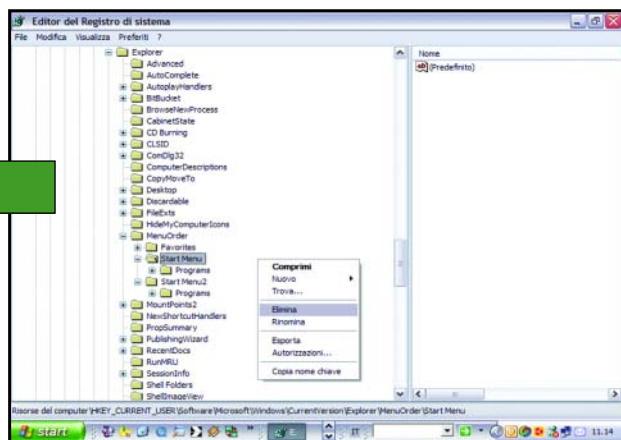 Editor del Registro di sistema
File Modifica Visualizza Preferiti ?
Explorer
Advanced
AutoComplete
AutoplayHandlers
BitBucket
BrowseNewProcess
CabinetState
CD Burning
CLSID
ComDlg32
ComputerDescriptions
CopyMoveTo
Desktop
Discardable
FileExts
HideMyComputerIcons
MenuOrder
Favorites
Start Menu
Programs
Start Menu2
Programs
MountPoints2
NewShortcutHandlers
PropSummary
PublishingWizard
RecentDocs
RunMRU
SessionInfo
Shell Folders
ShellImageView
Nome
ab (Predefinito)
Comprimi
Nuovo
Trova...
Elimina
Rinomina
Esporta
Autorizzazioni...
Copia nome chiave
Risorse del computer\HKEY_CURRENT_USER\Software\Microsoft\Windows\CurrentVersion\Explorer\MenuOrder\Start Menu
start
E
IT
11.14